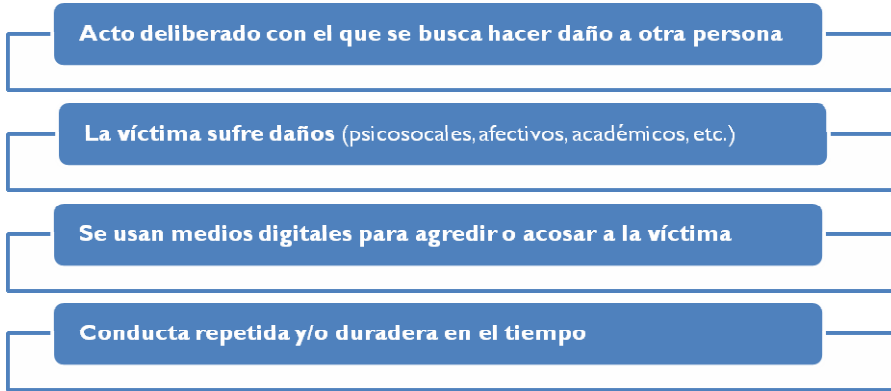 Acto deliberado con el que se busca hacer daño a otra persona
La víctima sufre daños (psicosocales, afectivos, académicos, etc.)
Se usan medios digitales para agredir o acosar a la víctima
Conducta repetida y/o duradera en el tiempo